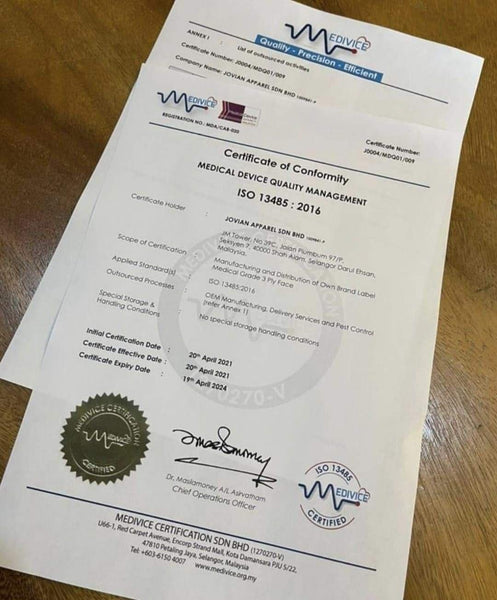 MEDIVICE
Quality - Precision - Efficient
ANNEX I : List of outsourced activities
Certificate Number: J0004/MDQ01/009
Company Name: JOVIAN APPAREL SDN BHD
MEDIVICE
REGISTRATION NO.: MDA/CAB-020
Certificate Number:
J0004/MDQ01/009
Certificate of Conformity
MEDICAL DEVICE QUALITY MANAGEMENT
ISO 13485 : 2016
Certificate Holder : JOVIAN APPAREL SDN BHD
JM Tower, No.39C, Jalan Plumbum 97/P,
Seksyen 7, 40000 Shah Alam, Selangor Darul Ehsan,
Malaysia.
Scope of Certification : Manufacturing and Distribution of Own Brand Label
Medical Grade 3 Ply Face
Applied Standard(s) : ISO 13485:2016
Outsourced Processes : OEM Manufacturing, Delivery Services and Pest Control
(refer Annex 1)
Special Storage & : No special storage handling conditions
Handling Conditions
Initial Certification Date : 20th April 2021
Certificate Effective Date : 20th April 2021
Certificate Expiry Date : 19th April 2024
70270-V
MEDIVICE CERTIFICATION
MEDIVICE
CERTIFIED
Dr. Maslamoney A/L Ashvatham
Chief Operations Officer
ISO 13485
MEDIVICE
CERTIFIED
MEDIVICE CERTIFICATION SDN BHD (1270270-V)
U66-1, Red Carpet Avenue, Encorp Strand Mall, Kota Damansara PJU 5/22,
47810 Petaling Jaya, Selangor, Malaysia
Tel: +603-6150 4007 www.medivice.org.my